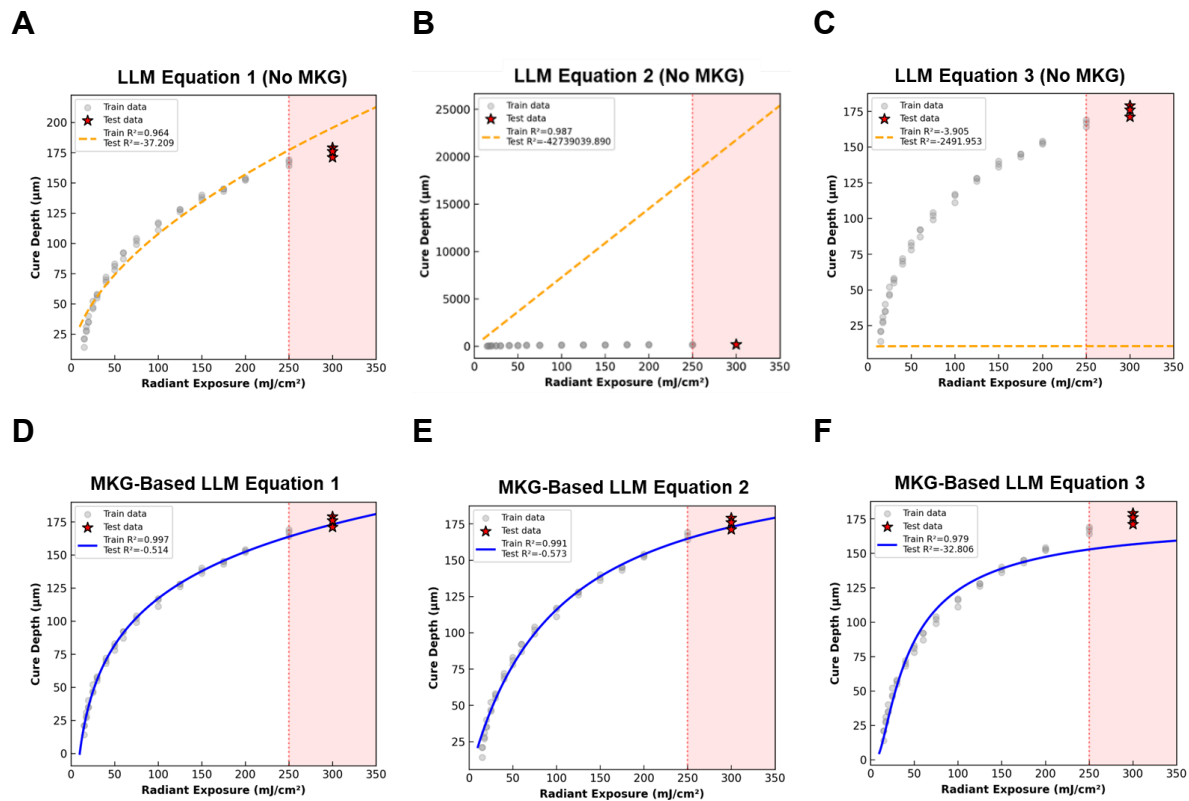 A
B
C
LLM Equation 1 (No MKG)
Train data
Test data
Train R²=0.964
Test R²=-37.209
Cure Depth (µm)
200
175
150
125
100
75
50
25
0 50 100 150 200 250 300 350
Radiant Exposure (mJ/cm²)
LLM Equation 2 (No MKG)
Train data
Test data
Train R²=0.987
Test R²=-42739039.890
Cure Depth (µm)
25000
20000
15000
10000
5000
0
0 50 100 150 200 250 300 350
Radiant Exposure (mJ/cm²)
LLM Equation 3 (No MKG)
Train data
Test data
Train R²=-3.905
Test R²=-2491.953
Cure Depth (µm)
175
150
125
100
75
50
25
0 50 100 150 200 250 300 350
Radiant Exposure (mJ/cm²)
D
E
F
MKG-Based LLM Equation 1
Train data
Test data
Train R²=0.997
Test R²=-0.514
Cure Depth (µm)
175
150
125
100
75
50
25
0
0 50 100 150 200 250 300 350
Radiant Exposure (mJ/cm²)
MKG-Based LLM Equation 2
Train data
Test data
Train R²=0.991
Test R²=-0.573
Cure Depth (µm)
175
150
125
100
75
50
25
0 50 100 150 200 250 300 350
Radiant Exposure (mJ/cm²)
MKG-Based LLM Equation 3
Train data
Test data
Train R²=0.979
Test R²=-32.806
Cure Depth (µm)
175
150
125
100
75
50
25
0
0 50 100 150 200 250 300 350
Radiant Exposure (mJ/cm²)